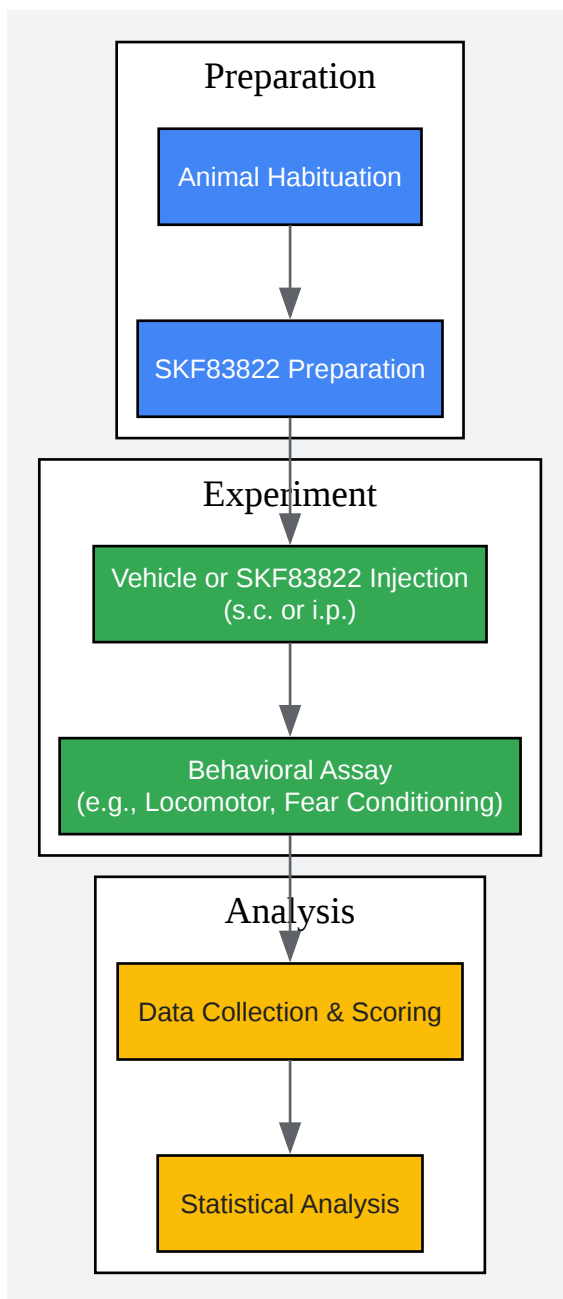 Preparation
Animal Habituation
SKF83822 Preparation
Experiment
Vehicle or SKF83822 Injection
(s.c. or i.p.)
Behavioral Assay
(e.g., Locomotor, Fear Conditioning)
Analysis
Data Collection & Scoring
Statistical Analysis